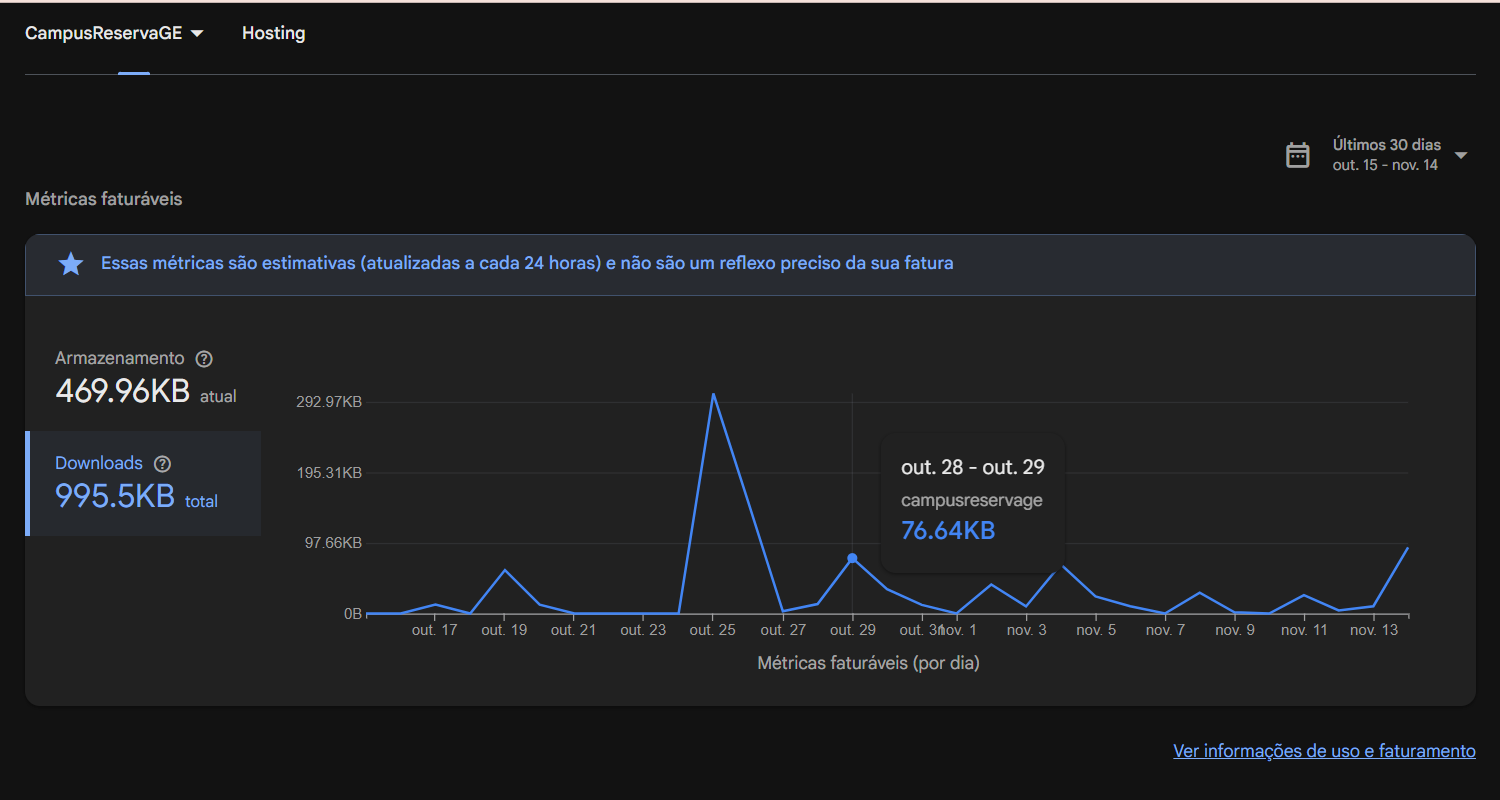 CampusReservaGE Hosting
Últimos 30 dias
out. 15 - nov. 14
Métricas faturáveis
Essas métricas são estimativas (atualizadas a cada 24 horas) e não são um reflexo preciso da sua fatura
Armazenamento
469.96KB atual
Downloads
995.5KB total
292.97KB
195.31KB
97.66KB
0B
out. 28 - out. 29
campusreservage
76.64KB
out. 17 out. 19 out. 21 out. 23 out. 25 out. 27 out. 29 out. 31 nov. 1 nov. 3 nov. 5 nov. 7 nov. 9 nov. 11 nov. 13
Métricas faturáveis (por dia)
Ver informações de uso e faturamento